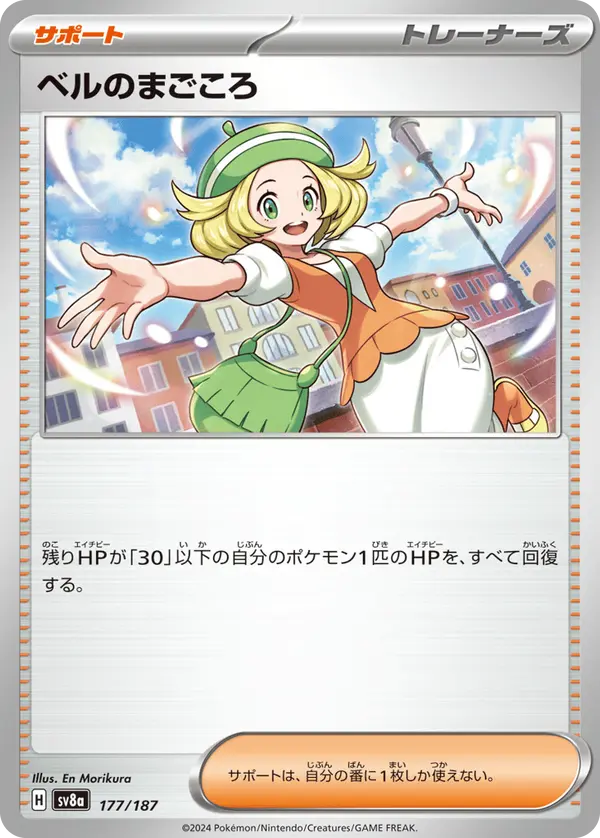 サポート トレーナーズ
ベルのまごころ
残りHPが「30」以下の自分のポケモン1匹のHPを、すべて回復
する。
サポートは、自分の番に1枚しか使えない。
Illus. En Morikura
H sv8a 177/187
©2024 Pokémon/Nintendo/Creatures/GAME FREAK.